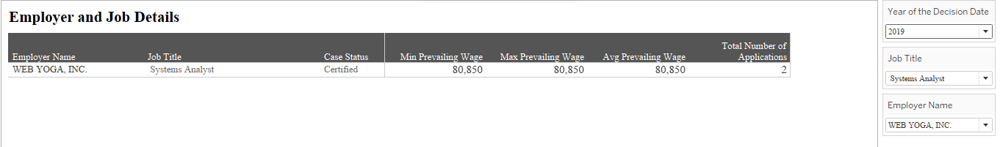 Employer and Job Details
Employer Name Job Title Case Status Min Prevailing Wage Max Prevailing Wage Avg Prevailing Wage Total Number of
Applications
WEB YOGA, INC. Systems Analyst Certified 80,850 80,850 80,850 2
Year of the Decision Date
2019
Job Title
Systems Analyst
Employer Name
WEB YOGA, INC.